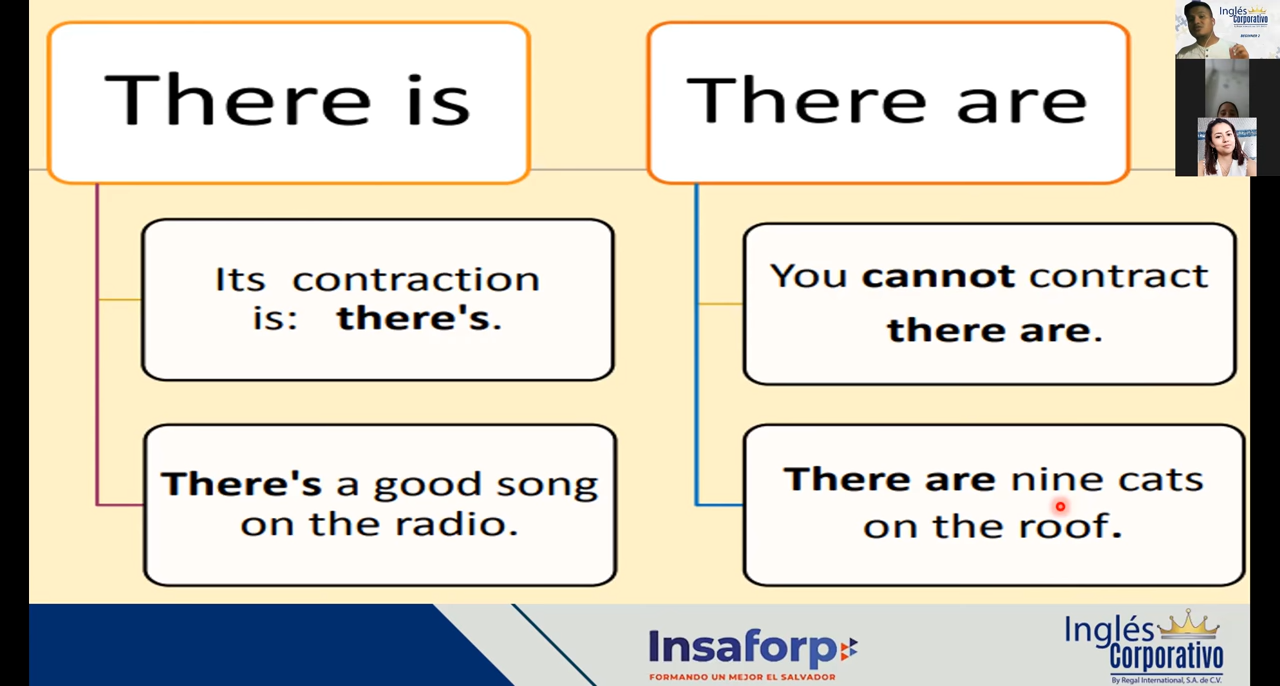 There is
There are
Its contraction
is: there's.
You cannot contract
there are.
There's a good song
on the radio.
There are nine cats
on the roof.
Insaforp
FORMANDO UN MEJOR EL SALVADOR
Inglés
Corporativo
By Regal International, S.A. de C.V.
Inglés
Corporativo